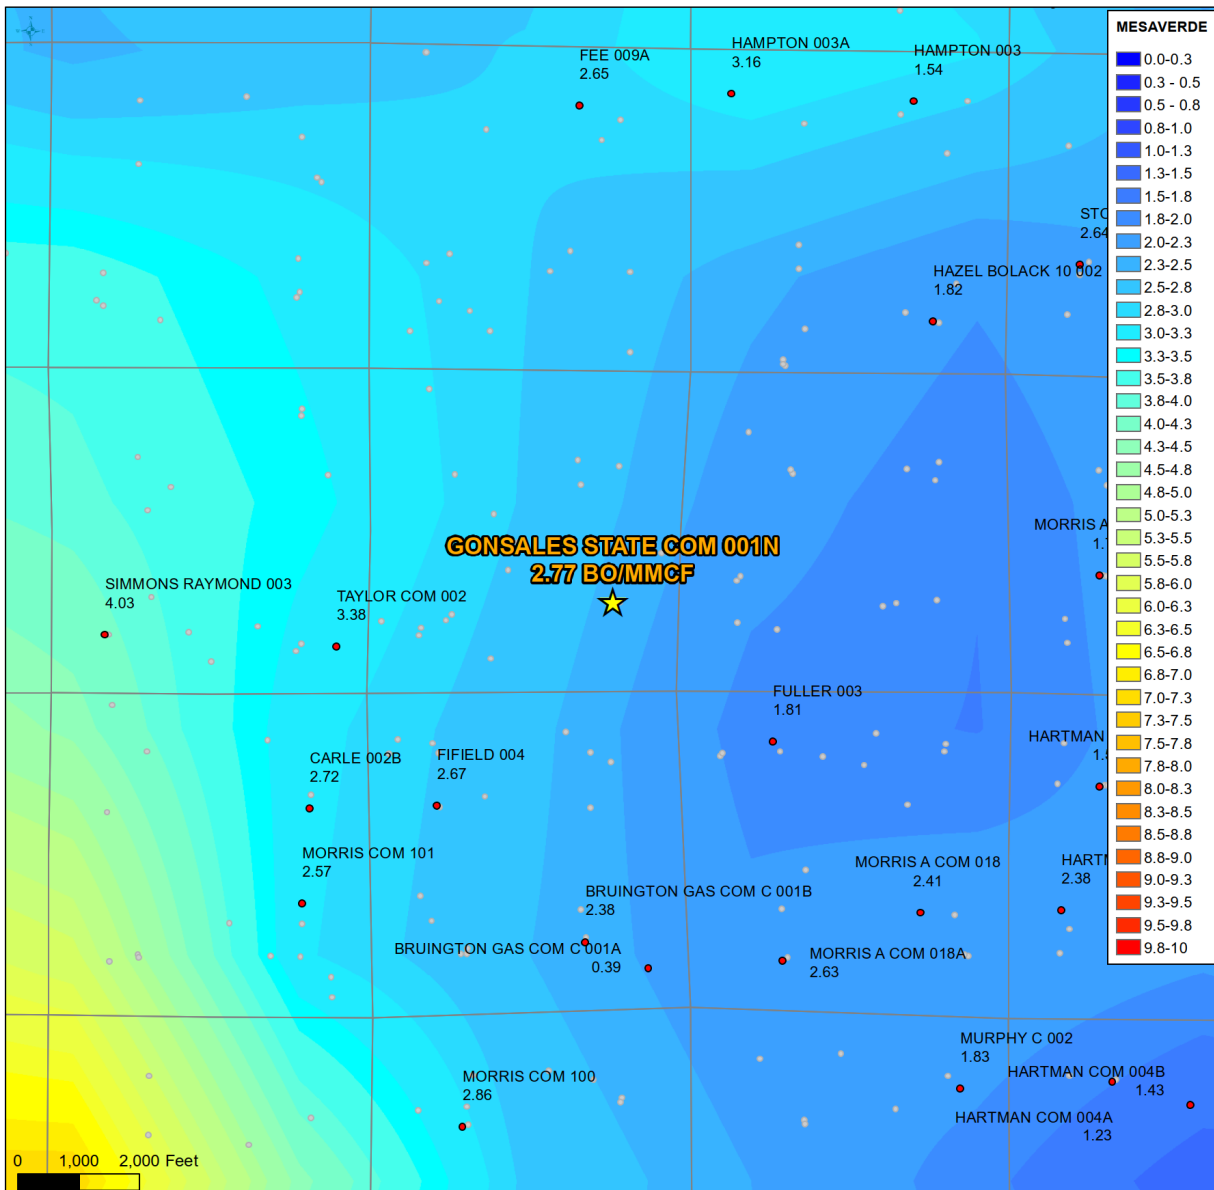 MESAVERDE
0.0-0.3
0.3 - 0.5
0.5 - 0.8
0.8-1.0
1.0-1.3
1.3-1.5
1.5-1.8
1.8-2.0
2.0-2.3
2.3-2.5
2.5-2.8
2.8-3.0
3.0-3.3
3.3-3.5
3.5-3.8
3.8-4.0
4.0-4.3
4.3-4.5
4.5-4.8
4.8-5.0
5.0-5.3
5.3-5.5
5.5-5.8
5.8-6.0
6.0-6.3
6.3-6.5
6.5-6.8
6.8-7.0
7.0-7.3
7.3-7.5
7.5-7.8
7.8-8.0
8.0-8.3
8.3-8.5
8.5-8.8
8.8-9.0
9.0-9.3
9.3-9.5
9.5-9.8
9.8-10
FEE 009A
2.65
HAMPTON 003A
3.16
HAMPTON 003
1.54
2.64
HAZEL BOLACK 10 002
1.82
MORRIS A
GONSALES STATE COM 001N
2.77 BO/MMCF
SIMMONS RAYMOND 003
4.03
TAYLOR COM 002
3.38
FULLER 003
1.81
HARTMAN
CARLE 002B
2.72
FIFIELD 004
2.67
MORRIS COM 101
2.57
BRUINGTON GAS COM C 001B
2.38
BRUINGTON GAS COM C 001A
0.39
MORRIS A COM 018
2.41
2.38
MORRIS A COM 018A
2.63
MURPHY C 002
1.83
HARTMAN COM 004B
1.43
HARTMAN COM 004A
1.23
MORRIS COM 100
2.86
0 1,000 2,000 Feet